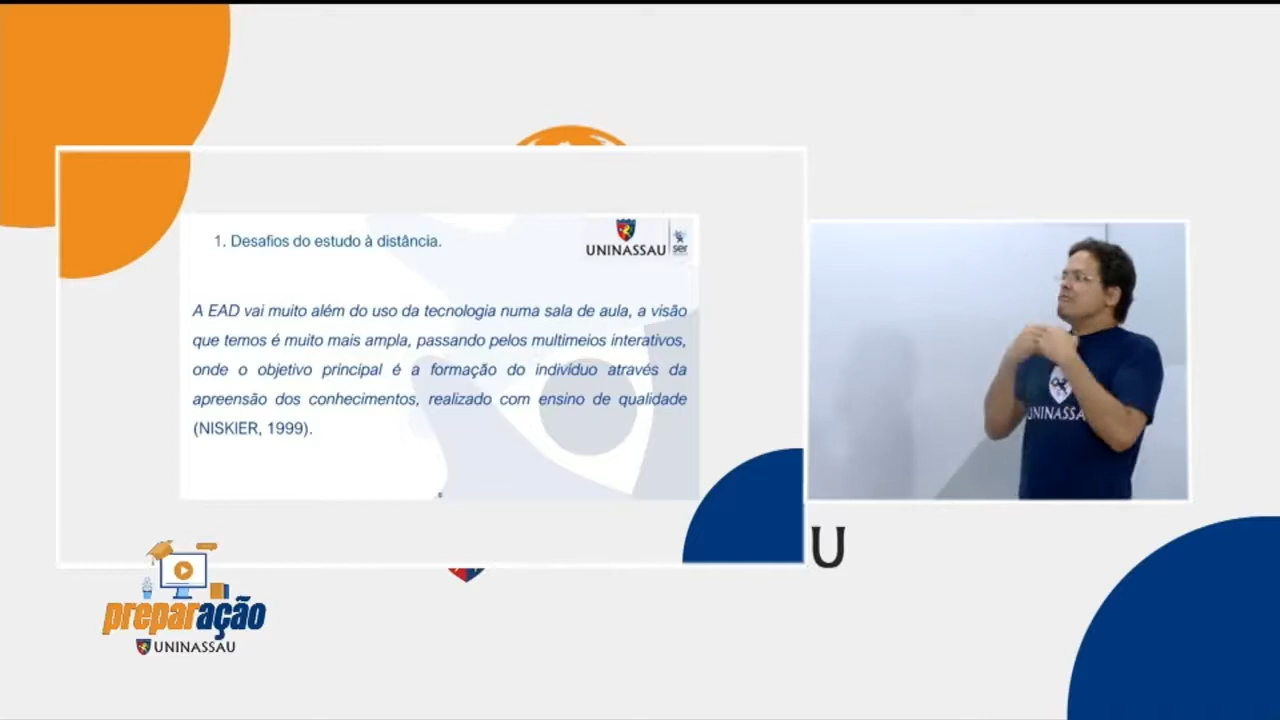 1. Desafios do estudo à distância.
UNINASSAU
ser
A EAD vai muito além do uso da tecnologia numa sala de aula, a visão
que temos é muito mais ampla, passando pelos multimeios interativos,
onde o objetivo principal é a formação do indivíduo através da
apreensão dos conhecimentos, realizado com ensino de qualidade
(NISKIER, 1999).
UNINASSA
U
preparação
UNINASSAU